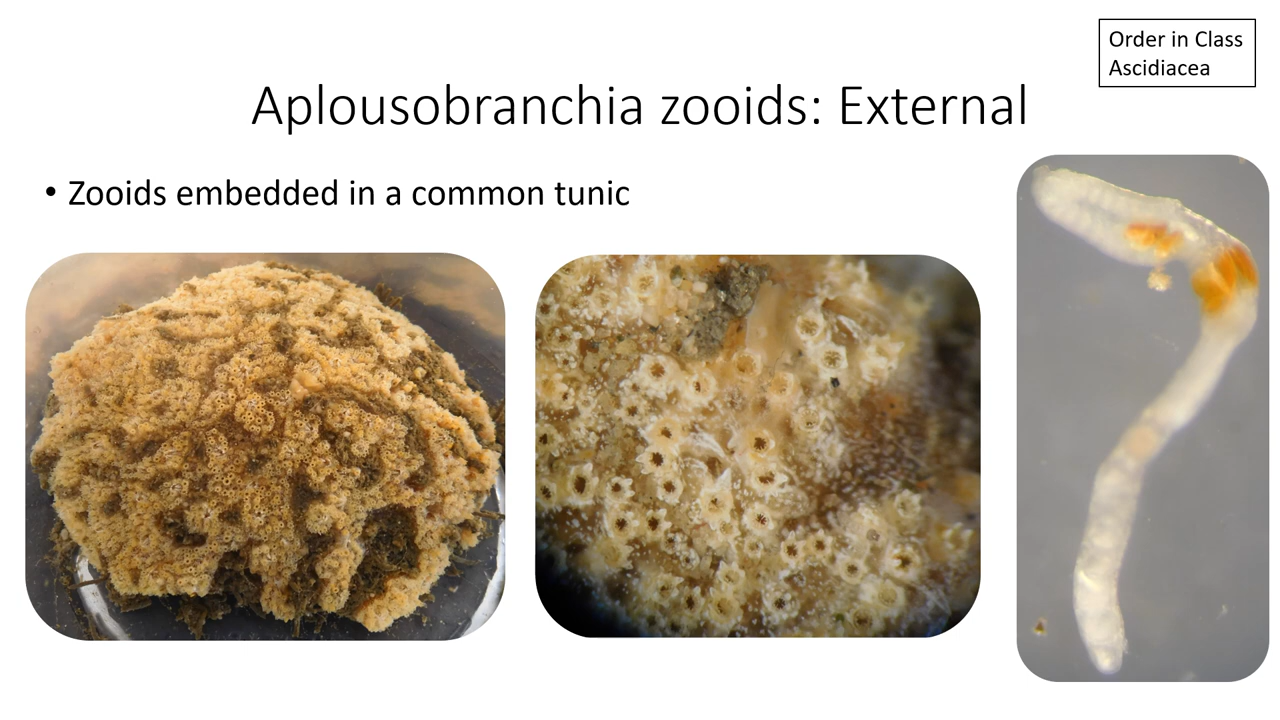 Order in Class
Ascidiacea
Aplousobranchia zooids: External
• Zooids embedded in a common tunic